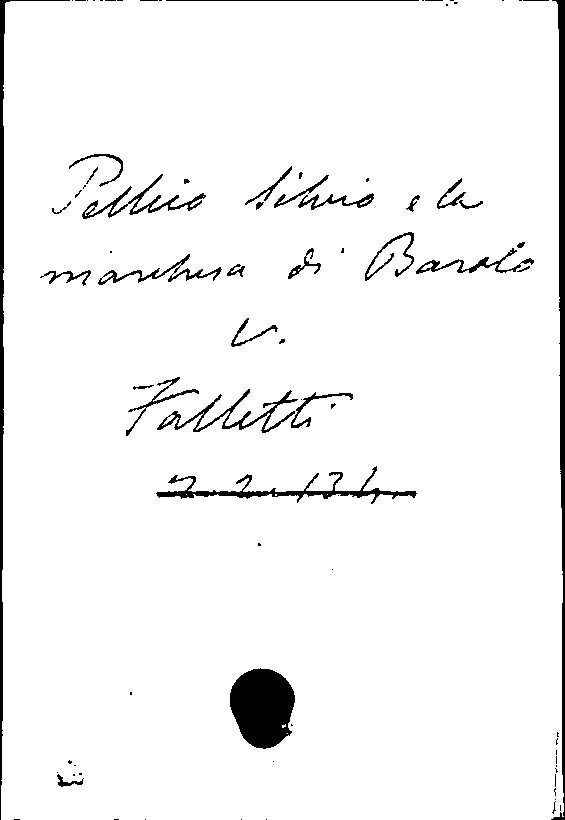 Pellico Silvio e la
marchesa di Barolo
v.
Falletti